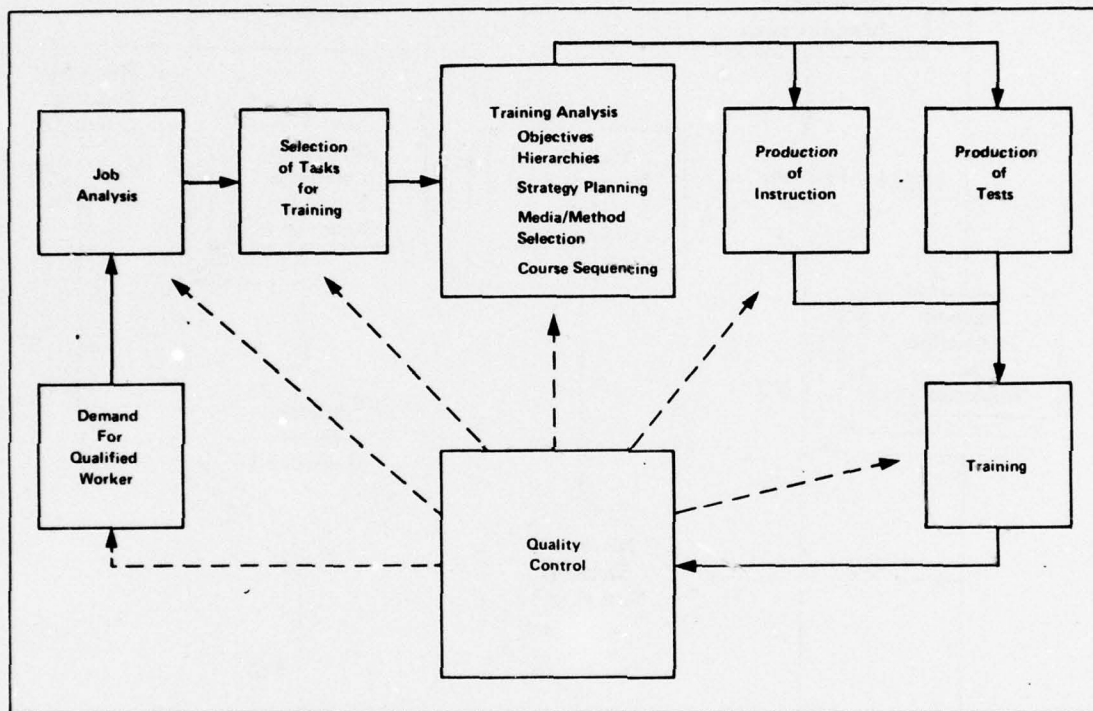 Job
Analysis
Selection
of Tasks
for
Training
Training Analysis
Objectives
Hierarchies
Strategy Planning
Media/Method
Selection
Course Sequencing
Production
of
Instruction
Production
of
Tests
Demand
For
Qualified
Worker
Quality
Control
Training